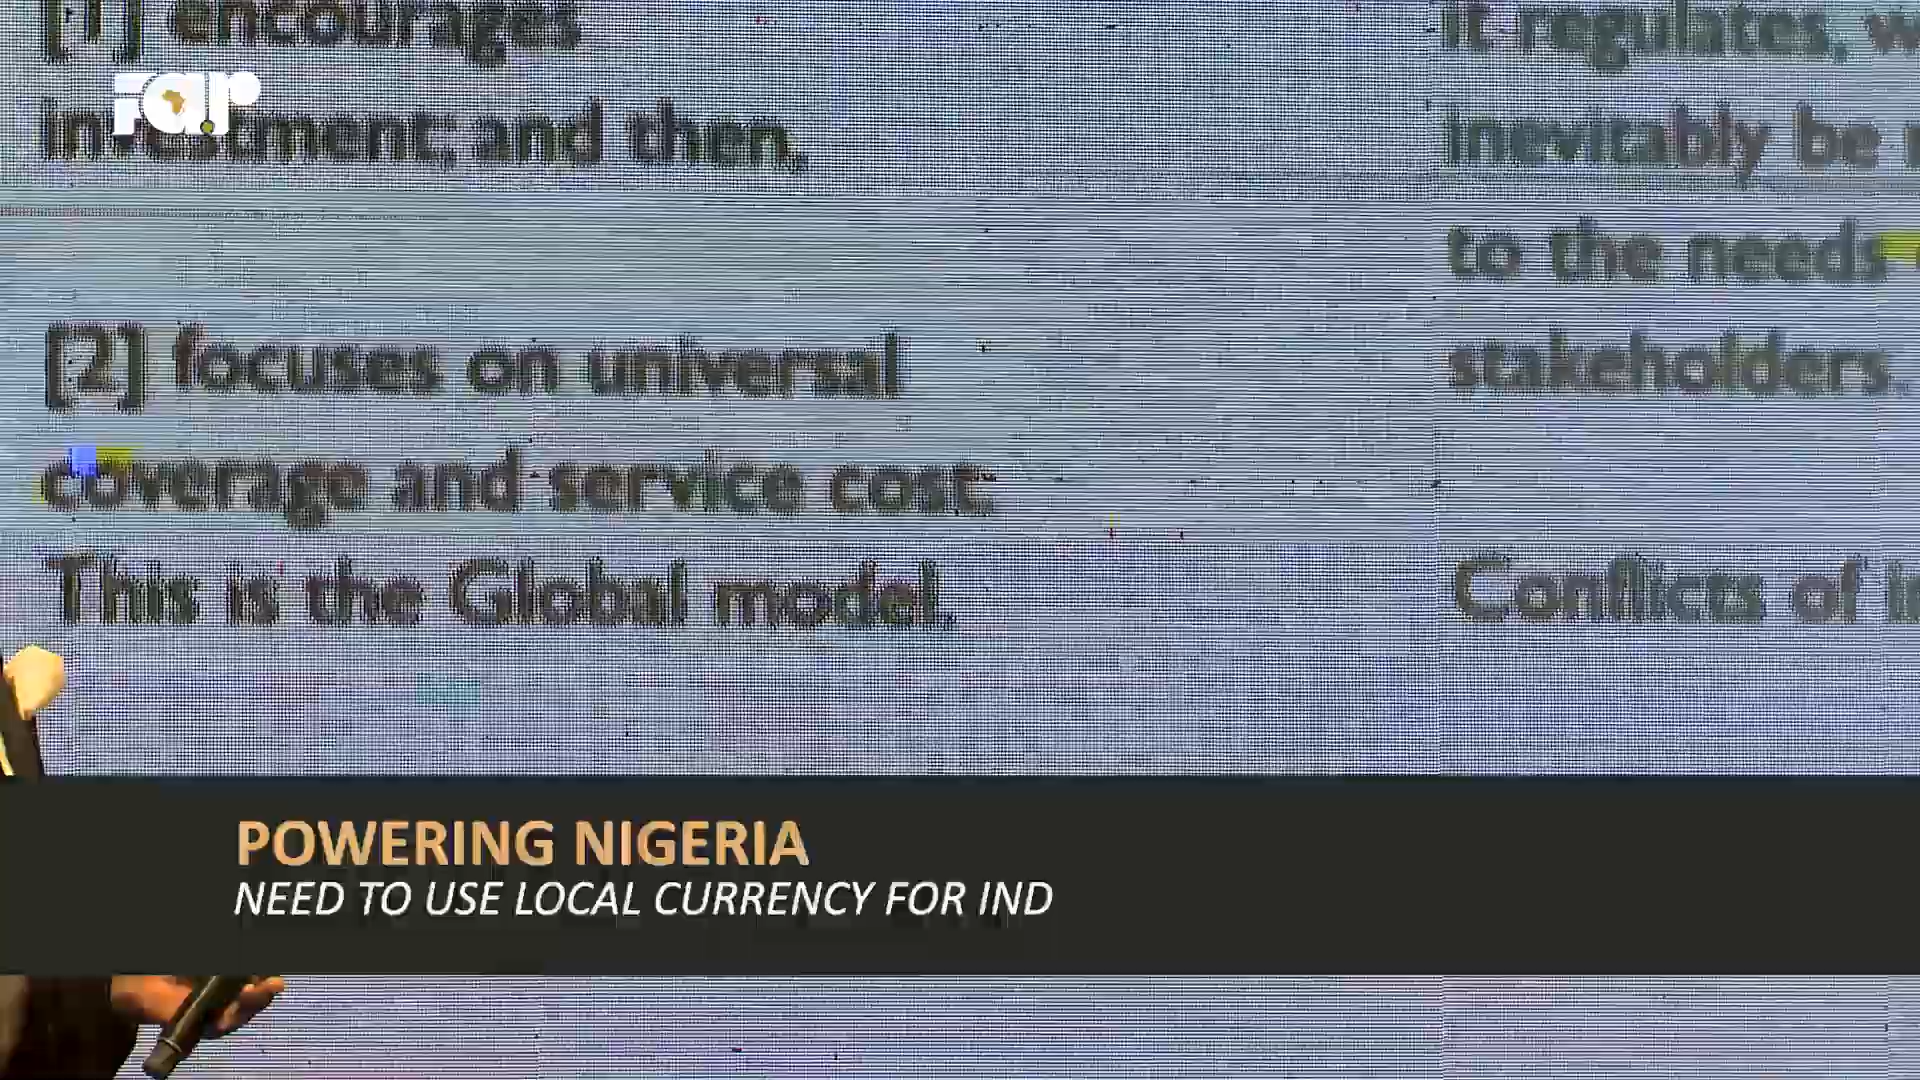 [1] encourages
investment; and then,
[2] focuses on universal
coverage and service cost.
This is the Global model.
it regulates,
inevitably be
to the needs
stakeholders.
Conflicts of
POWERING NIGERIA
NEED TO USE LOCAL CURRENCY FOR IND